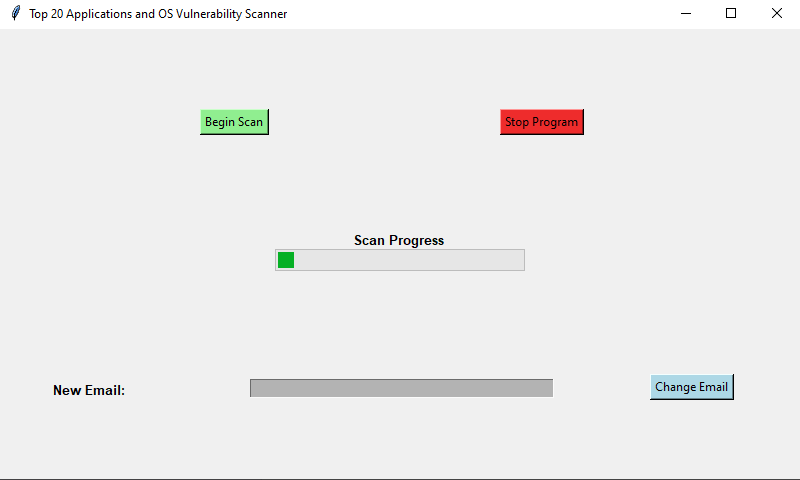 Top 20 Applications and OS Vulnerability Scanner
Begin Scan
Stop Program
Scan Progress
New Email:
Change Email